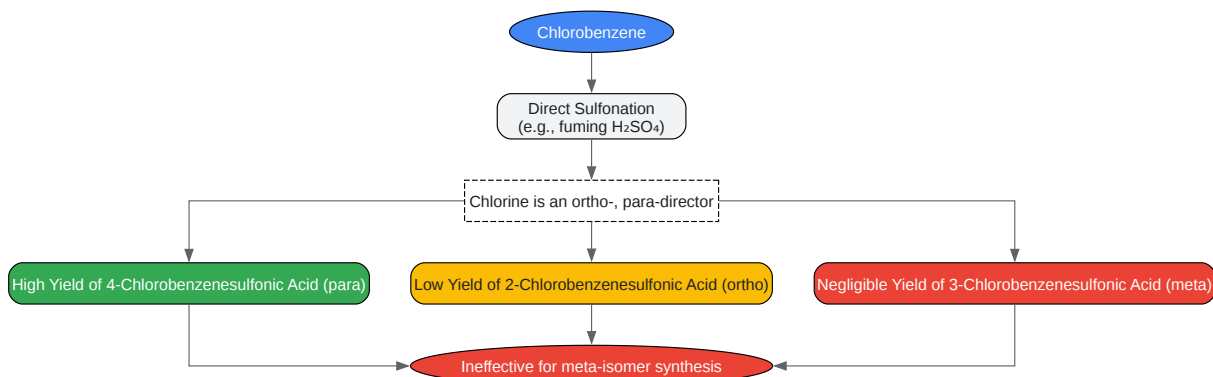 Chlorobenzene
Direct Sulfonation
(e.g., fuming H₂SO₄)
Chlorine is an ortho-, para-director
High Yield of 4-Chlorobenzenesulfonic Acid (para)
Low Yield of 2-Chlorobenzenesulfonic Acid (ortho)
Negligible Yield of 3-Chlorobenzenesulfonic Acid (meta)
Ineffective for meta-isomer synthesis